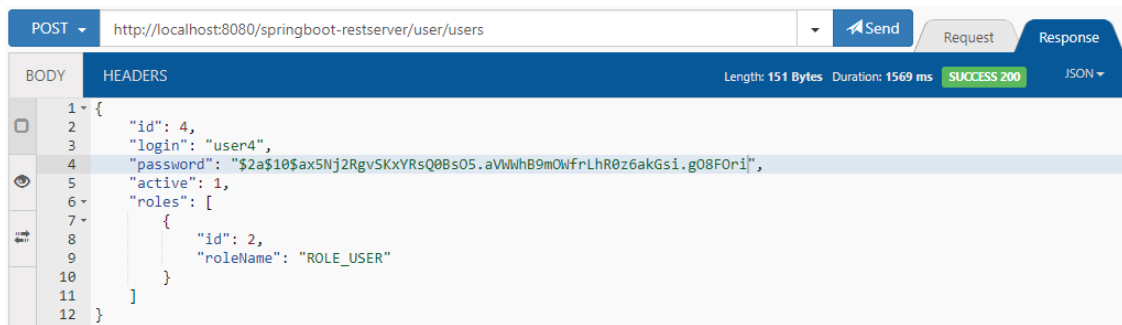 POST http://localhost:8080/springboot-restserver/user/users Send Request Response
BODY HEADERS Length: 151 Bytes Duration: 1569 ms SUCCESS 200 JSON
1 {
2 "id": 4,
3 "login": "user4",
4 "password": "$2a$10$ax5Nj2RgvSKxYRsQ0BsO5.aVWWhB9mOWfrLhR0z6akGsi.gO8FOri",
5 "active": 1,
6 "roles": [
7 {
8 "id": 2,
9 "roleName": "ROLE_USER"
10 }
11 ]
12 }